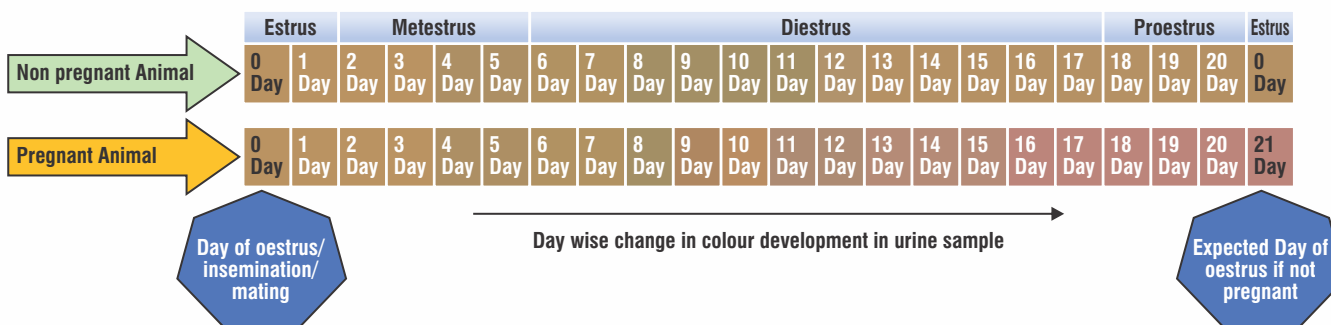 Estrus Metestrus Diestrus Proestrus Estrus
Non pregnant Animal
0 1 2 3 4 5 6 7 8 9 10 11 12 13 14 15 16 17 18 19 20 0
Day Day Day Day Day Day Day Day Day Day Day Day Day Day Day Day Day Day Day Day Day Day
Pregnant Animal
0 1 2 3 4 5 6 7 8 9 10 11 12 13 14 15 16 17 18 19 20 21
Day Day Day Day Day Day Day Day Day Day Day Day Day Day Day Day Day Day Day Day Day Day
Day of oestrus/
insemination/
mating
Day wise change in colour development in urine sample
Expected Day of
oestrus if not
pregnant